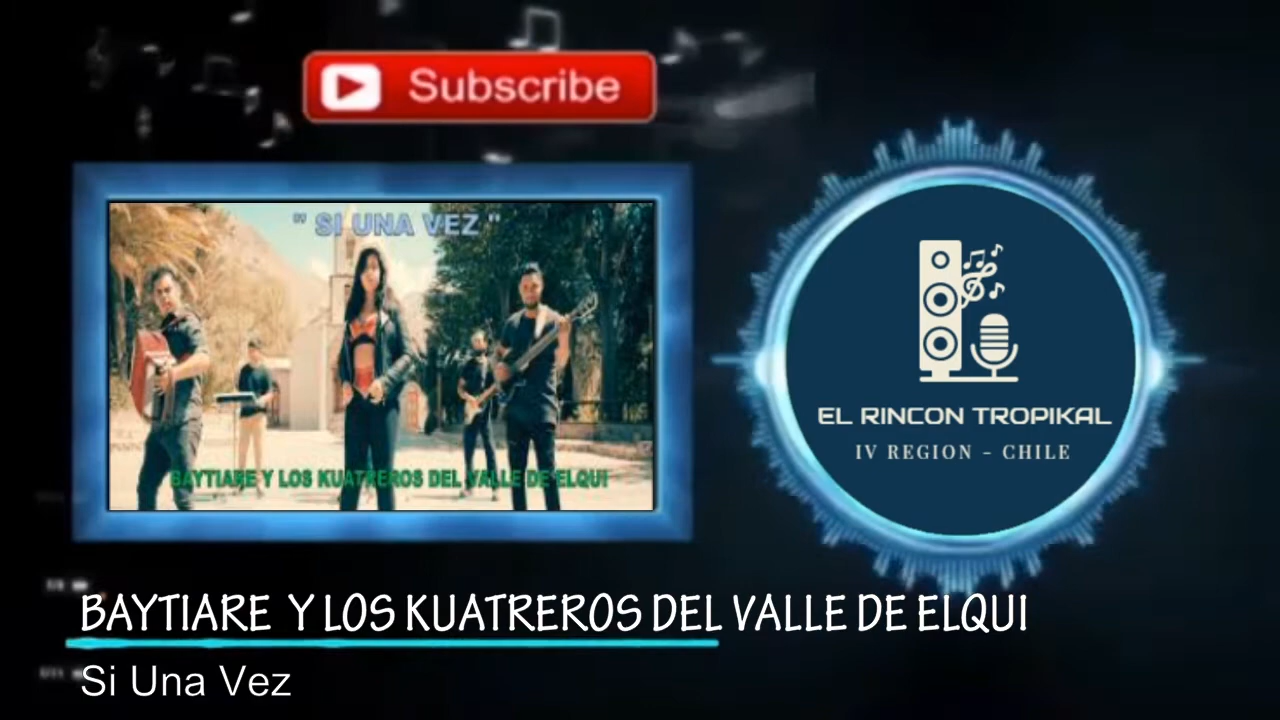 Subscribe
" SI UNA VEZ "
BAYTIARE Y LOS KUATREROS DEL VALLE DE ELQUI
EL RINCON TROPIKAL
IV REGION - CHILE
BAYTIARE Y LOS KUATREROS DEL VALLE DE ELQUI
Si Una Vez